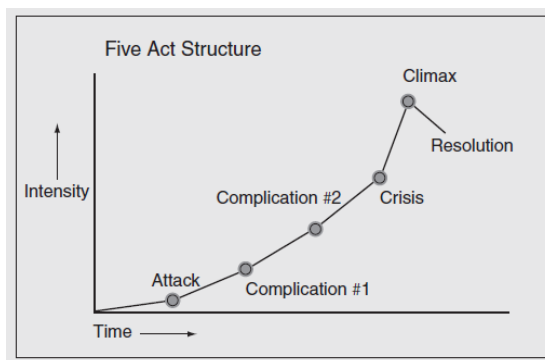 Five Act Structure
Climax
Resolution
Intensity
Complication #2
Crisis
Attack
Complication #1
Time